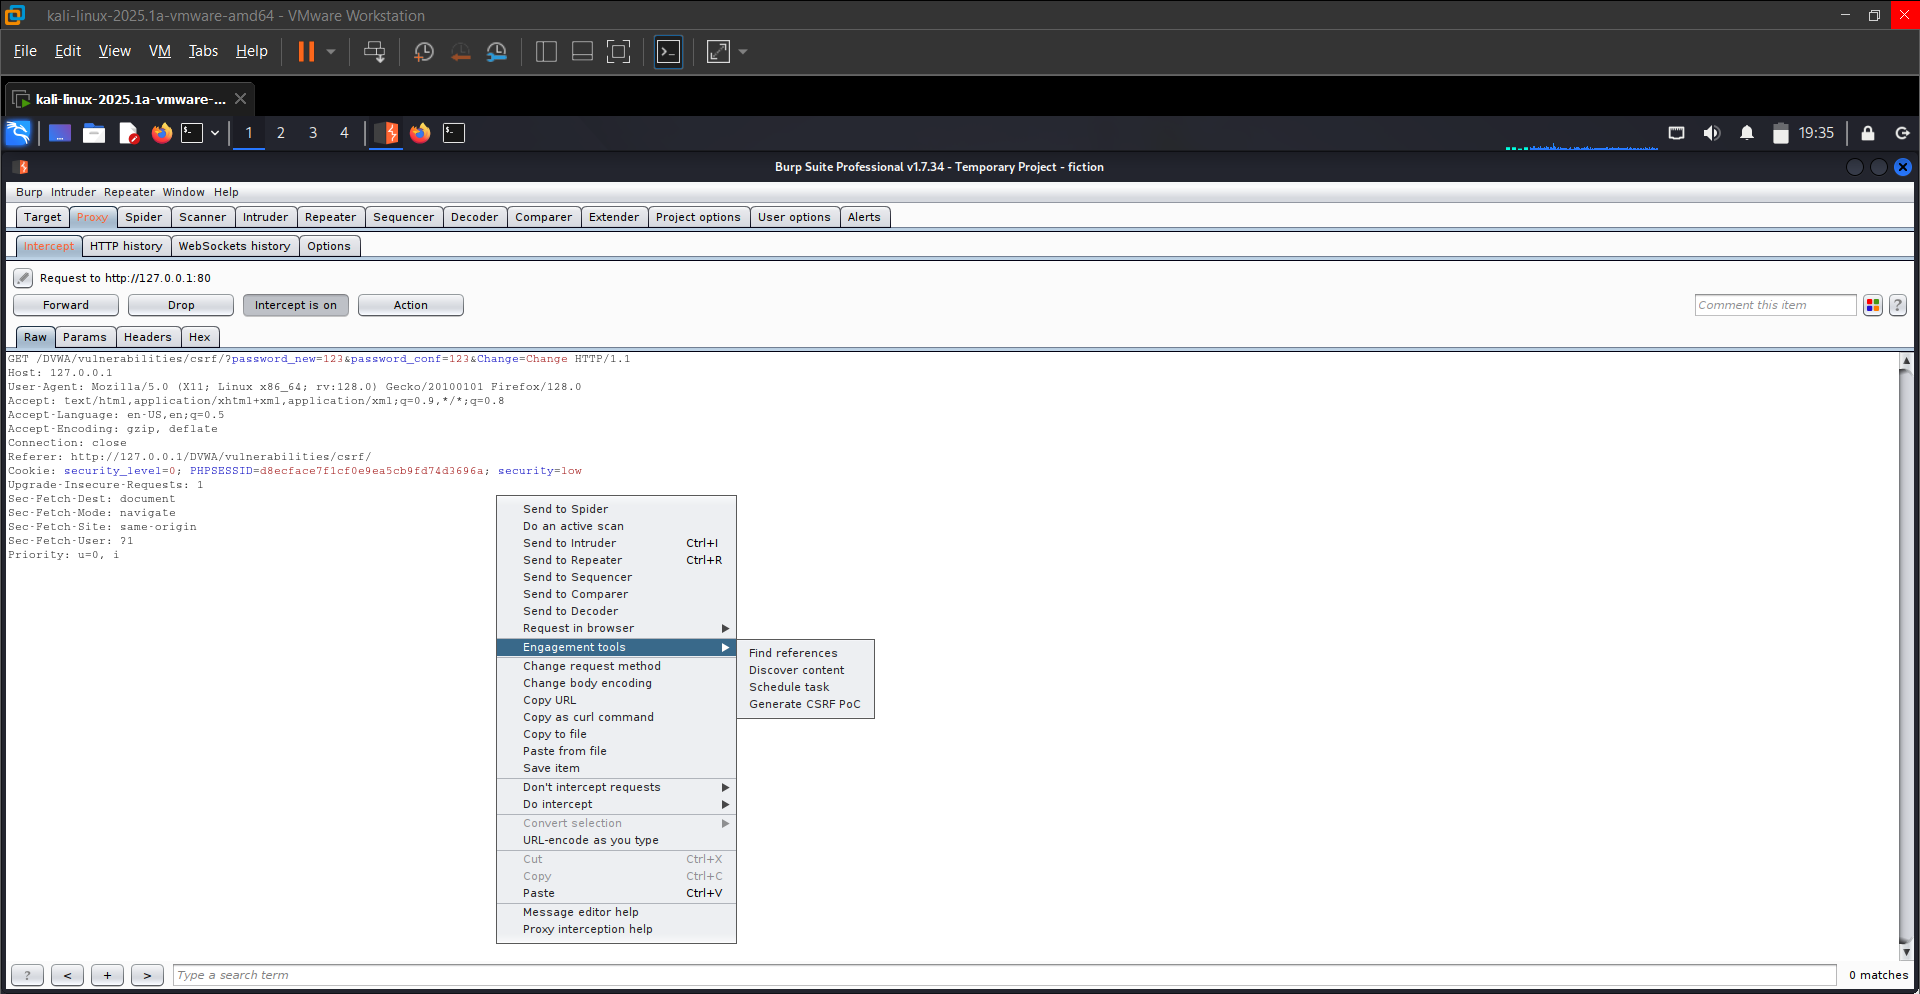 kali-linux-2025.1a-vmware-amd64 - VMware Workstation
File Edit View VM Tabs Help
kali-linux-2025.1a-vmware-...
1 2 3 4 19:35
Burp Suite Professional v1.7.34 - Temporary Project - fiction
Burp Intruder Repeater Window Help
Target Proxy Spider Scanner Intruder Repeater Sequencer Decoder Comparer Extender Project options User options Alerts
Intercept HTTP history WebSockets history Options
Request to http://127.0.0.1:80
Forward Drop Intercept is on Action Comment this item ?
Raw Params Headers Hex
GET /DVWA/vulnerabilities/csrf/?password_new=123&password_conf=123&Change=Change HTTP/1.1
Host: 127.0.0.1
User-Agent: Mozilla/5.0 (X11; Linux x86_64; rv:128.0) Gecko/20100101 Firefox/128.0
Accept: text/html,application/xhtml+xml,application/xml;q=0.9,*/*;q=0.8
Accept-Language: en-US,en;q=0.5
Accept-Encoding: gzip, deflate
Connection: close
Referer: http://127.0.0.1/DVWA/vulnerabilities/csrf/
Cookie: security_level=0; PHPSESSID=d8ecface7f1cf0e9ea5cb9fd74d3696a; security=low
Upgrade-Insecure-Requests: 1
Sec-Fetch-Dest: document
Sec-Fetch-Mode: navigate
Sec-Fetch-Site: same-origin
Sec-Fetch-User: ?1
Priority: u=0, i
Send to Spider
Do an active scan
Send to Intruder Ctrl+I
Send to Repeater Ctrl+R
Send to Sequencer
Send to Comparer
Send to Decoder
Request in browser
Engagement tools
Find references
Discover content
Schedule task
Generate CSRF PoC
Change request method
Change body encoding
Copy URL
Copy as curl command
Copy to file
Paste from file
Save item
Don't intercept requests
Do intercept
Convert selection
URL-encode as you type
Cut Ctrl+X
Copy Ctrl+C
Paste Ctrl+V
Message editor help
Proxy interception help
? < + > Type a search term 0 matches